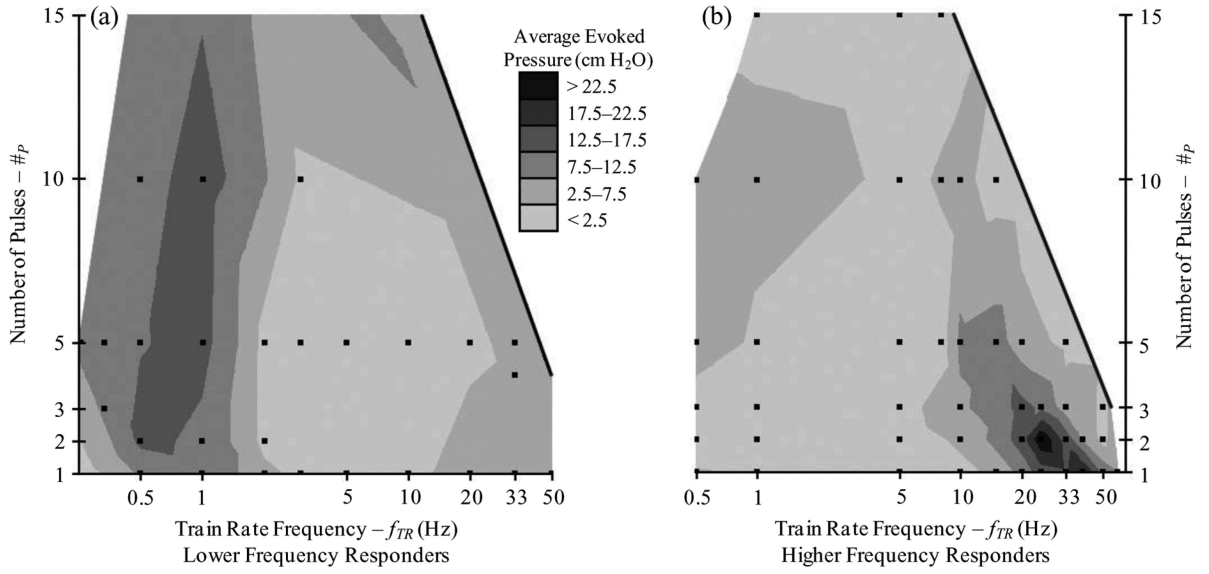 (a)
15
10
5
3
2
1
Number of Pulses – #P
0.5 1 5 10 20 33 50
Train Rate Frequency – fTR (Hz)
Lower Frequency Responders
Average Evoked
Pressure (cm H2O)
> 22.5
17.5–22.5
12.5–17.5
7.5–12.5
2.5–7.5
< 2.5
(b)
15
10
5
3
2
1
Number of Pulses – #P
0.5 1 5 10 20 33 50
Train Rate Frequency – fTR (Hz)
Higher Frequency Responders